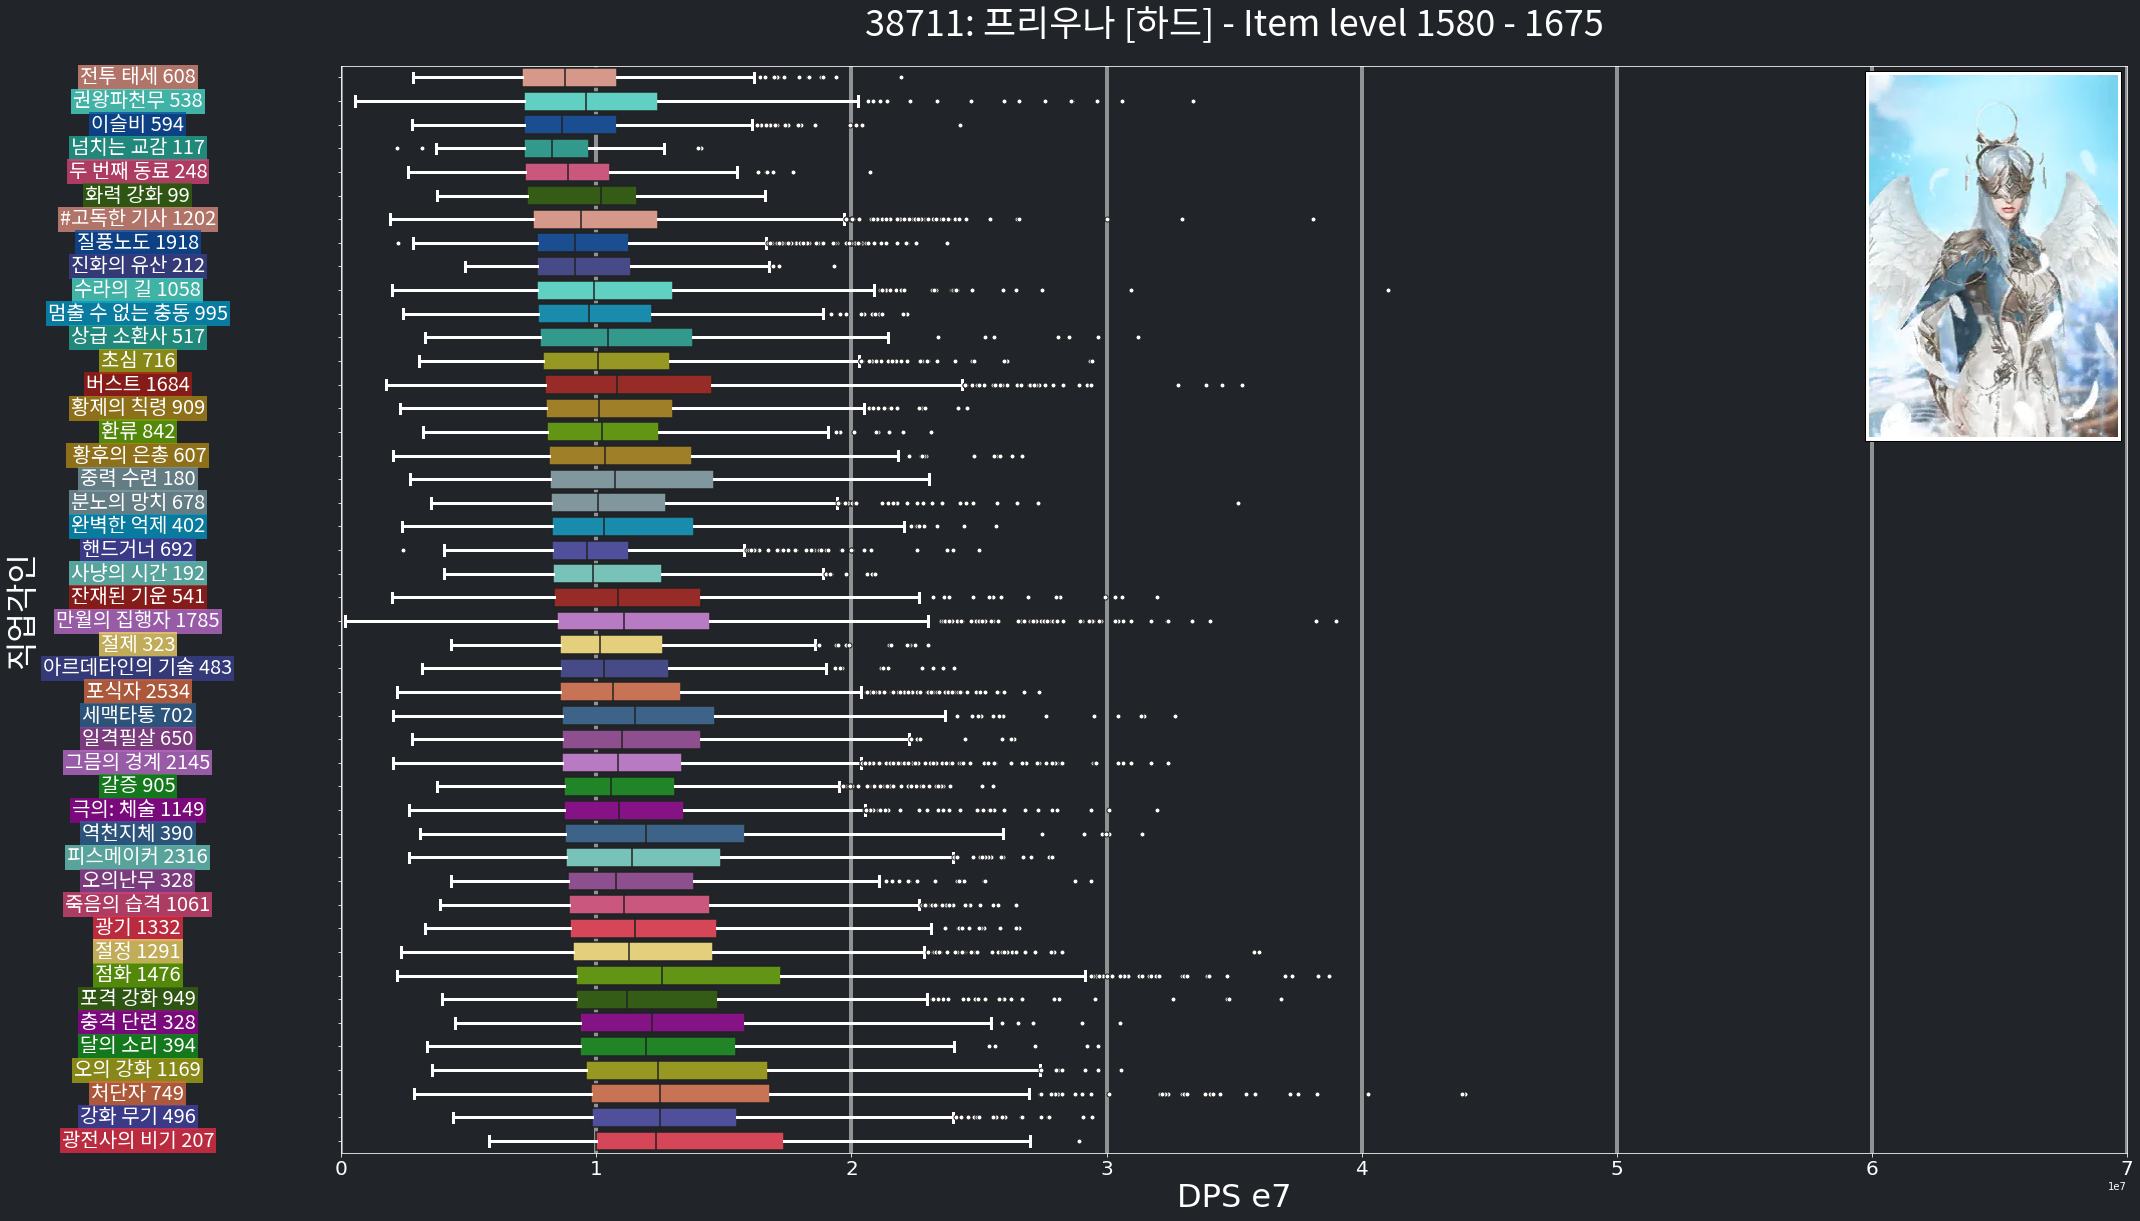 38711: 프리우나 [하드] - Item level 1580 - 1675
전투 태세 608
권왕파천무 538
이슬비 594
넘치는 교감 117
두 번째 동료 248
화력 강화 99
#고독한 기사 1202
질풍노도 1918
진화의 유산 212
수라의 길 1058
멈출 수 없는 충동 995
상급 소환사 517
초심 716
버스트 1684
황제의 칙령 909
환류 842
황후의 은총 607
중력 수련 180
분노의 망치 678
완벽한 억제 402
핸드거너 692
사냥의 시간 192
잔재된 기운 541
만월의 집행자 1785
절제 323
아르데타인의 기술 483
포식자 2534
세맥타통 702
일격필살 650
그믐의 경계 2145
갈증 905
극의: 체술 1149
역천지체 390
피스메이커 2316
오의난무 328
죽음의 습격 1061
광기 1332
절정 1291
점화 1476
포격 강화 949
충격 단련 328
달의 소리 394
오의 강화 1169
처단자 749
강화 무기 496
광전사의 비기 207
직업각인
0 1 2 3 4 5 6 7
1e7
DPS e7